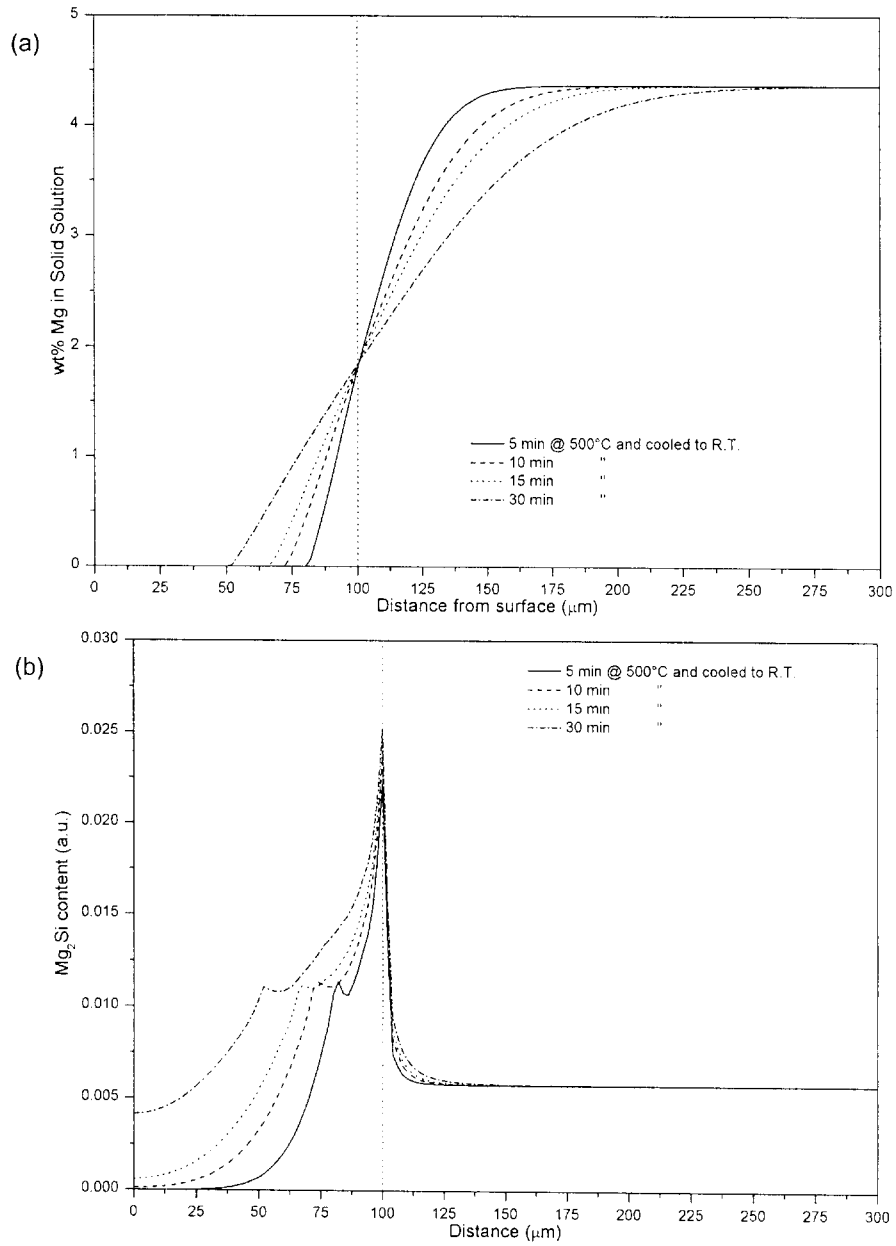 (a)
5
4
3
2
1
0
wt% Mg in Solid Solution
5 min @ 500°C and cooled to R.T.
10 min "
15 min "
30 min "
0 25 50 75 100 125 150 175 200 225 250 275 300
Distance from surface (μm)
(b)
0.030
0.025
0.020
0.015
0.010
0.005
0.000
Mg₂Si content (a.u.)
5 min @ 500°C and cooled to R.T.
10 min "
15 min "
30 min "
0 25 50 75 100 125 150 175 200 225 250 275 300
Distance (μm)